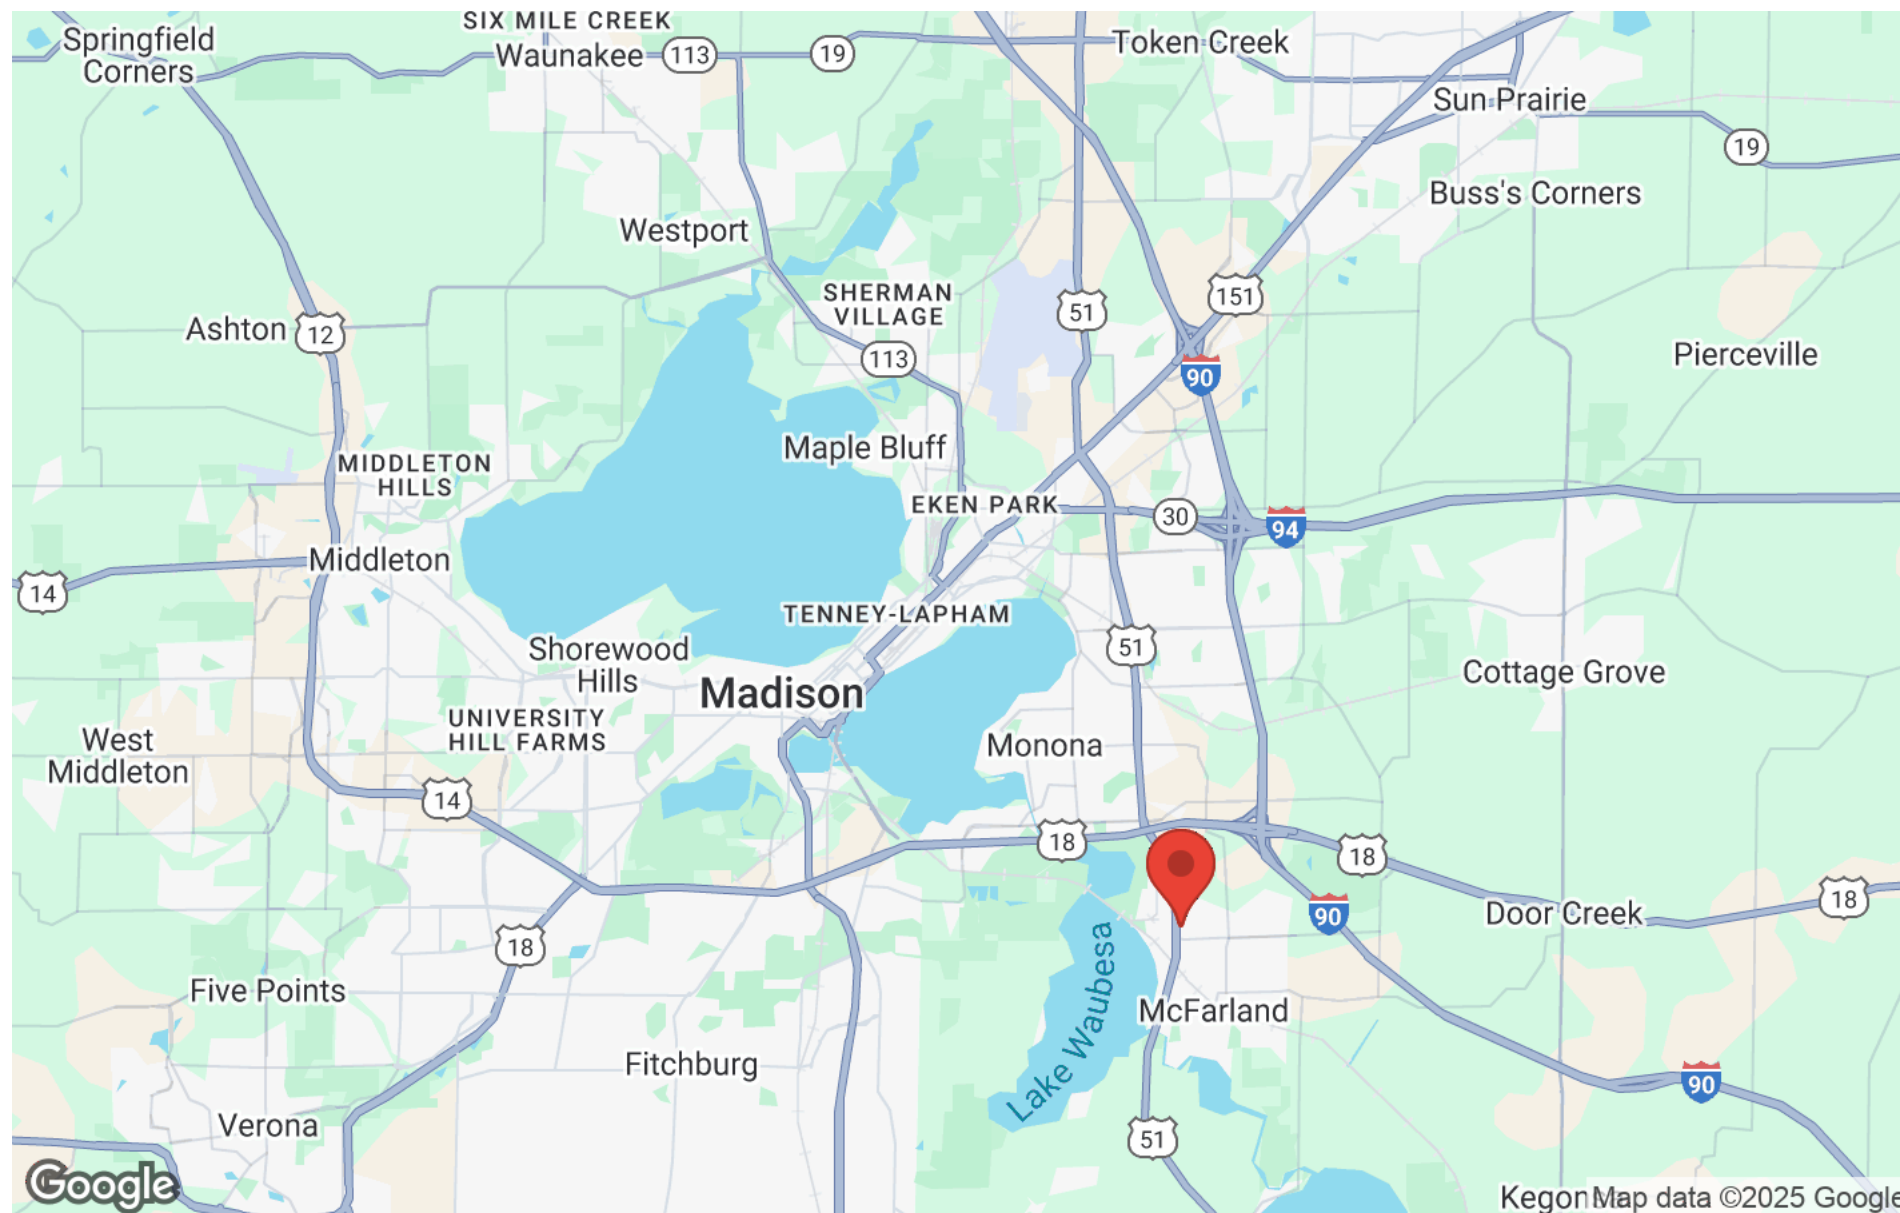 SIX MILE CREEK
Springfield
Corners
Waunakee
113
19
Token Creek
Sun Prairie
19
Buss's Corners
Westport
SHERMAN
VILLAGE
51
151
Ashton
12
113
90
Pierceville
Maple Bluff
MIDDLETON
HILLS
EKEN PARK
30
94
Middleton
14
TENNEY-LAPHAM
51
Shorewood
Hills
Madison
Cottage Grove
UNIVERSITY
HILL FARMS
West
Middleton
Monona
14
18
18
18
90
Door Creek
18
Lake Waubesa
Five Points
McFarland
Fitchburg
90
Verona
51
Google
Kegon
Map data ©2025 Google